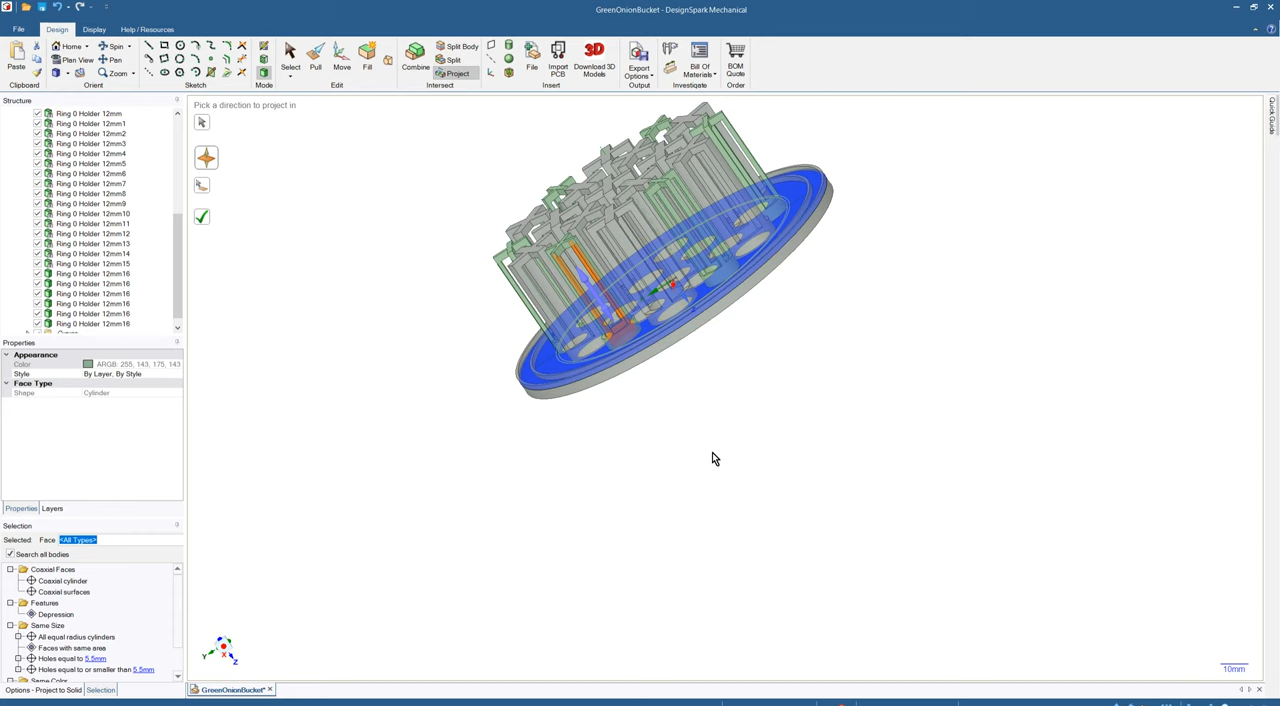 GreenOnionBucket - DesignSpark Mechanical
File Design Display Help / Resources
Paste Home Spin Select Pull Move Fill Combine Split Body File Import PCB Download 3D Models Export Options Bill Of Materials BOM Quote
Plan View Pan Split
Zoom Project
Clipboard Orient Sketch Mode Edit Intersect Insert Output Investigate Order
Structure
Pick a direction to project in
Quick Guide
Ring 0 Holder 12mm
Ring 0 Holder 12mm1
Ring 0 Holder 12mm2
Ring 0 Holder 12mm3
Ring 0 Holder 12mm4
Ring 0 Holder 12mm5
Ring 0 Holder 12mm6
Ring 0 Holder 12mm7
Ring 0 Holder 12mm8
Ring 0 Holder 12mm9
Ring 0 Holder 12mm10
Ring 0 Holder 12mm11
Ring 0 Holder 12mm12
Ring 0 Holder 12mm13
Ring 0 Holder 12mm14
Ring 0 Holder 12mm15
Ring 0 Holder 12mm16
Ring 0 Holder 12mm16
Ring 0 Holder 12mm16
Ring 0 Holder 12mm16
Ring 0 Holder 12mm16
Ring 0 Holder 12mm16
Properties
Appearance
Color ARGB: 255, 143, 175, 143
Style By Layer, By Style
Face Type
Shape Cylinder
Properties Layers
Selection
Selected: Face <All Types>
Search all bodies
Coaxial Faces
Coaxial cylinder
Coaxial surfaces
Features
Depression
Same Size
All equal radius cylinders
Faces with same area
Holes equal to 5.5mm
Holes equal to or smaller than 5.5mm
Y X Z
10mm
Options - Project to Solid Selection
GreenOnionBucket*